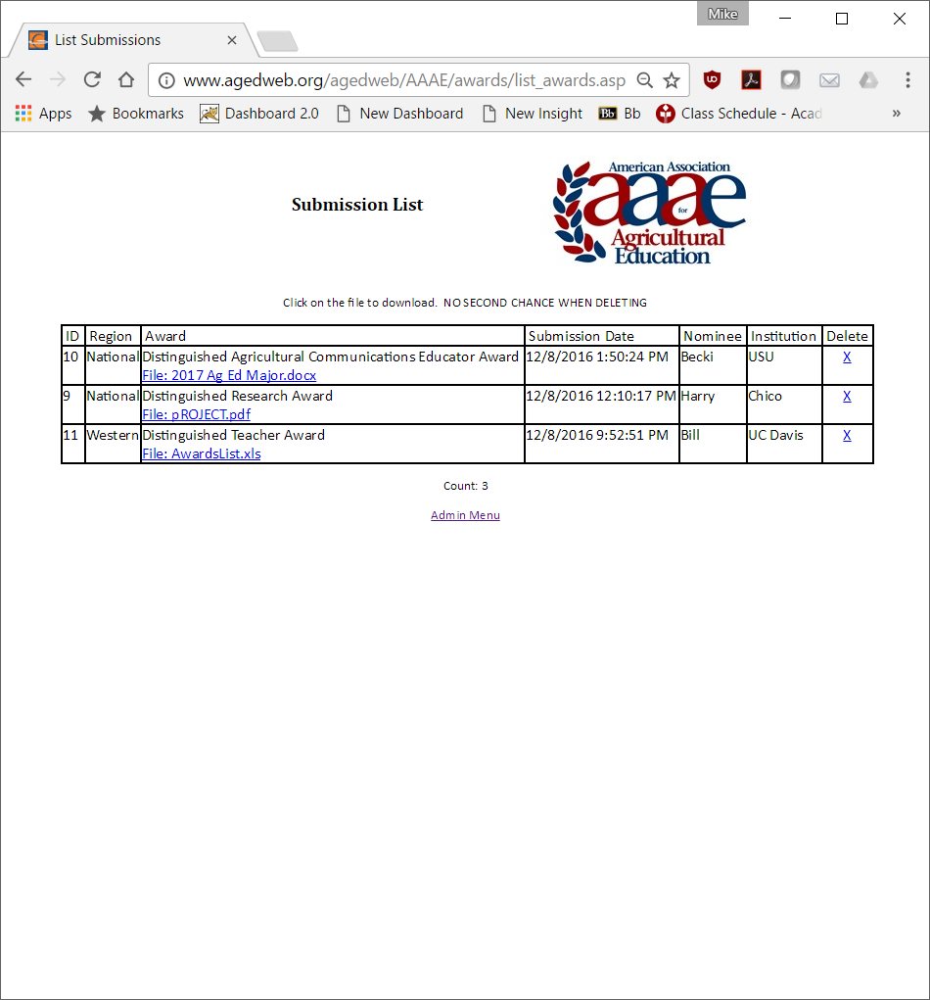 Mike
List Submissions
www.agedweb.org/agedweb/AAAE/awards/list_awards.asp
Apps Bookmarks Dashboard 2.0 New Dashboard New Insight Bb Bb Class Schedule - Acad »
American Association
Submission List
aaae
for
Agricultural
Education
Click on the file to download. NO SECOND CHANCE WHEN DELETING
ID Region Award Submission Date Nominee Institution Delete
10 National Distinguished Agricultural Communications Educator Award 12/8/2016 1:50:24 PM Becki USU X
File: 2017 Ag Ed Major.docx
9 National Distinguished Research Award 12/8/2016 12:10:17 PM Harry Chico X
File: pROJECT.pdf
11 Western Distinguished Teacher Award 12/8/2016 9:52:51 PM Bill UC Davis X
File: AwardsList.xls
Count: 3
Admin Menu